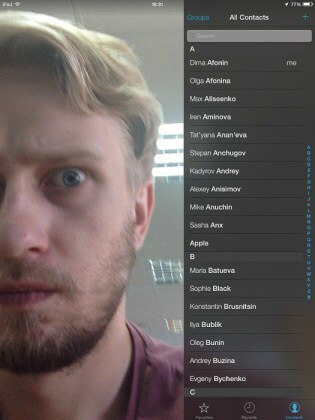 iPad
15:31
77%
Groups
All Contacts
+
Search
A
Dima Afonin me
Olga Afonina
Max Aliseenko
Iren Aminova
Tat'yana Anan'eva
Stepan Anchugov
Kadyrov Andrey
Alexey Anisimov
Mike Anuchin
Sasha Anx
Apple
B
Maria Batueva
Sophie Black
Konstantin Brusnitsin
Ilya Bublik
Oleg Bunin
Andrey Buzina
Evgeny Bychenko
C
A
B
C
D
E
F
G
H
I
J
K
L
M
N
O
P
Q
R
S
T
U
V
W
X
Y
Z
#
Favorites
Recents
Contacts